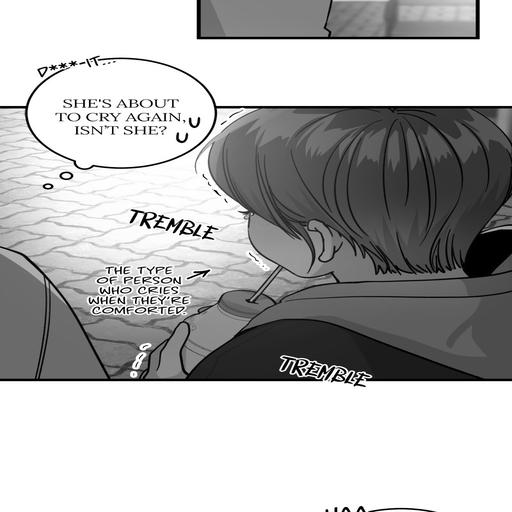 D***-IT...
SHE'S ABOUT
TO CRY AGAIN,
ISN'T SHE?
TREMBLE
THE TYPE
OF PERSON
WHO CRIES
WHEN THEY'RE
COMFORTED.
TREMBLE